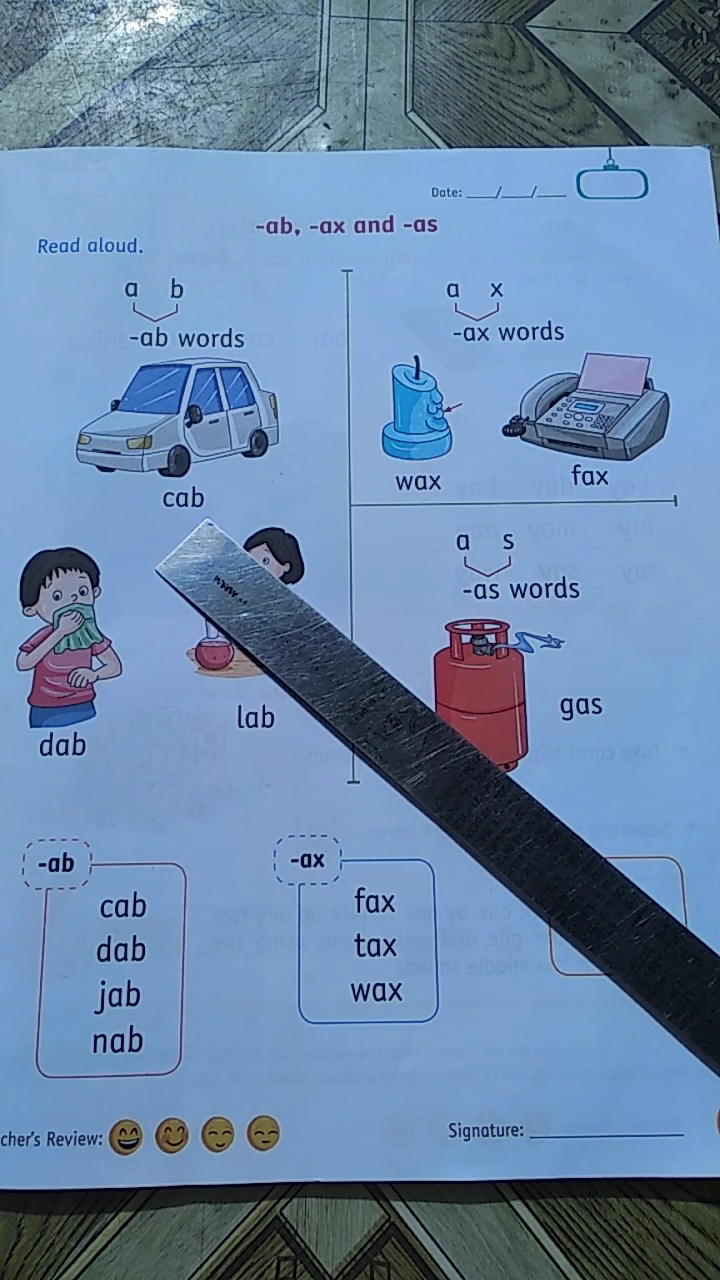 Date: ___/___/___
-ab, -ax and -as
Read aloud.
a b
-ab words
cab
dab
lab
a x
-ax words
wax
fax
a s
-as words
gas
-ab
cab
dab
jab
nab
-ax
fax
tax
wax
cher's Review:
Signature: ____________